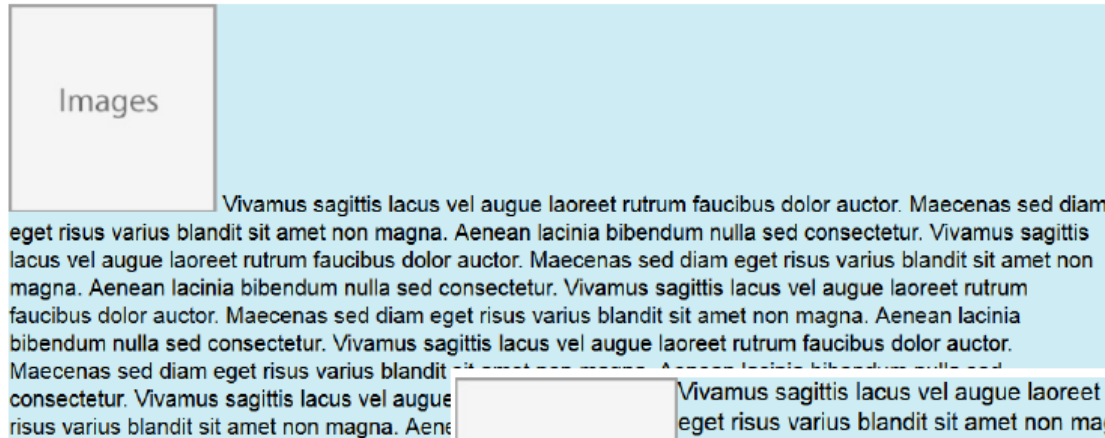 Images
Vivamus sagittis lacus vel augue laoreet rutrum faucibus dolor auctor. Maecenas sed diam
eget risus varius blandit sit amet non magna. Aenean lacinia bibendum nulla sed consectetur. Vivamus sagittis
lacus vel augue laoreet rutrum faucibus dolor auctor. Maecenas sed diam eget risus varius blandit sit amet non
magna. Aenean lacinia bibendum nulla sed consectetur. Vivamus sagittis lacus vel augue laoreet rutrum
faucibus dolor auctor. Maecenas sed diam eget risus varius blandit sit amet non magna. Aenean lacinia
bibendum nulla sed consectetur. Vivamus sagittis lacus vel augue laoreet rutrum faucibus dolor auctor.
Maecenas sed diam eget risus varius blandit
consectetur. Vivamus sagittis lacus vel augue
risus varius blandit sit amet non magna.
Vivamus sagittis lacus vel augue laoreet
eget risus varius blandit sit amet non